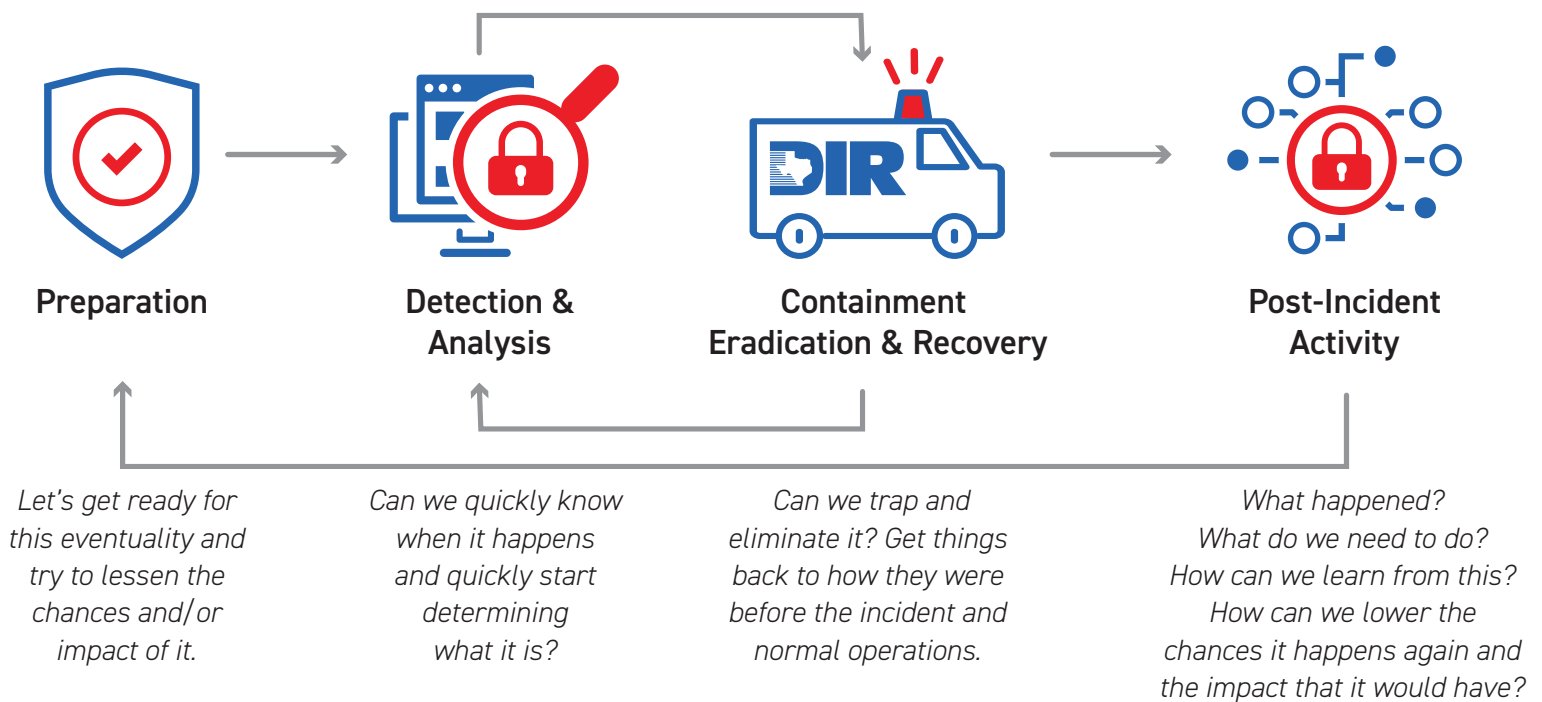 DIR
Preparation
Detection &
Analysis
Containment
Eradication & Recovery
Post-Incident
Activity
Let's get ready for
this eventuality and
try to lessen the
chances and/or
impact of it.
Can we quickly know
when it happens
and quickly start
determining
what it is?
Can we trap and
eliminate it? Get things
back to how they were
before the incident and
normal operations.
What happened?
What do we need to do?
How can we learn from this?
How can we lower the
chances it happens again and
the impact that it would have?